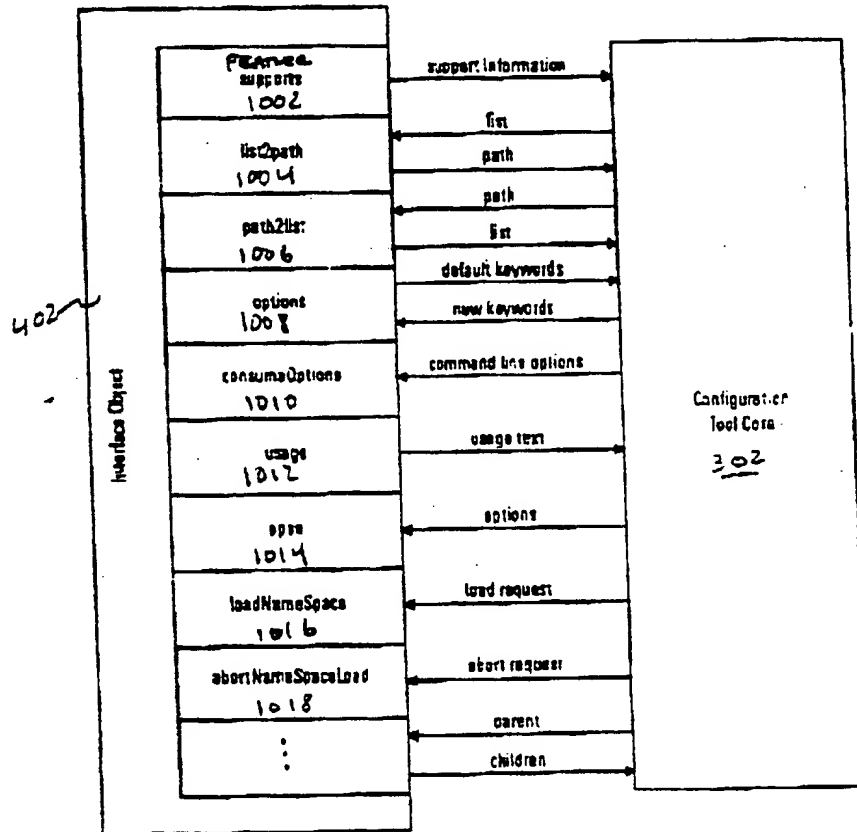 FEATURE
supports
1002
support information
list
list2path
1004
path
path
path2list
1006
list
default keywords
options
1008
new keywords
402
consumeOptions
1010
command line options
Interface Object
Configuration
Tool Core
302
usage
1012
usage text
open
1014
options
loadNameSpace
1016
load request
abortNameSpaceLoad
1018
abort request
parent
children